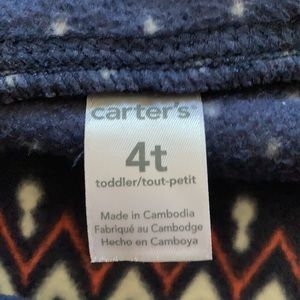 carter's
4t
toddler/tout-petit
Made in Cambodia
Fabriqué au Cambodge
Hecho en Camboya